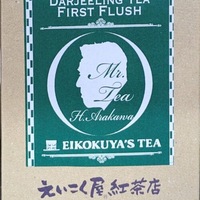 DARJEELING TEA
FIRST FLUSH
Mr.
Tea
H.Arakawa
EIKOKUYA'S TEA
えいこく屋紅茶店